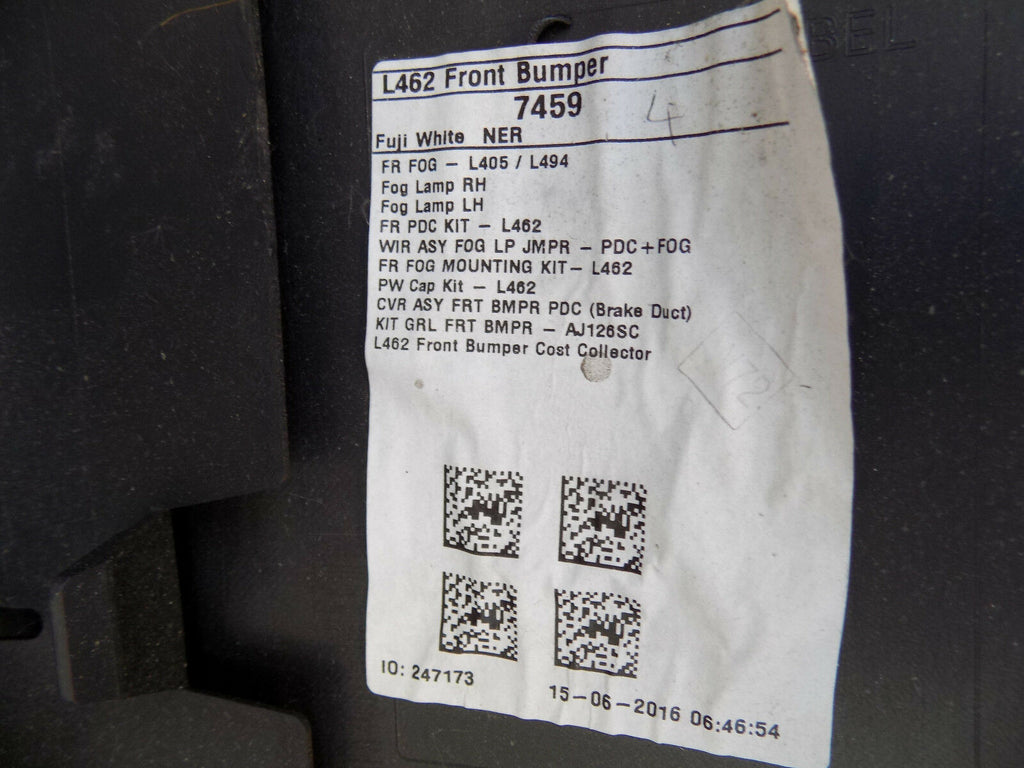 BEL
L462 Front Bumper
7459
4
Fuji White NER
FR FOG – L405 / L494
Fog Lamp RH
Fog Lamp LH
FR PDC KIT – L462
WIR ASY FOG LP JMPR – PDC+FOG
FR FOG MOUNTING KIT– L462
PW Cap Kit – L462
CVR ASY FRT BMPR PDC (Brake Duct)
KIT GRL FRT BMPR – AJ126SC
L462 Front Bumper Cost Collector
72
IO: 247173
15–06–2016 06:46:54